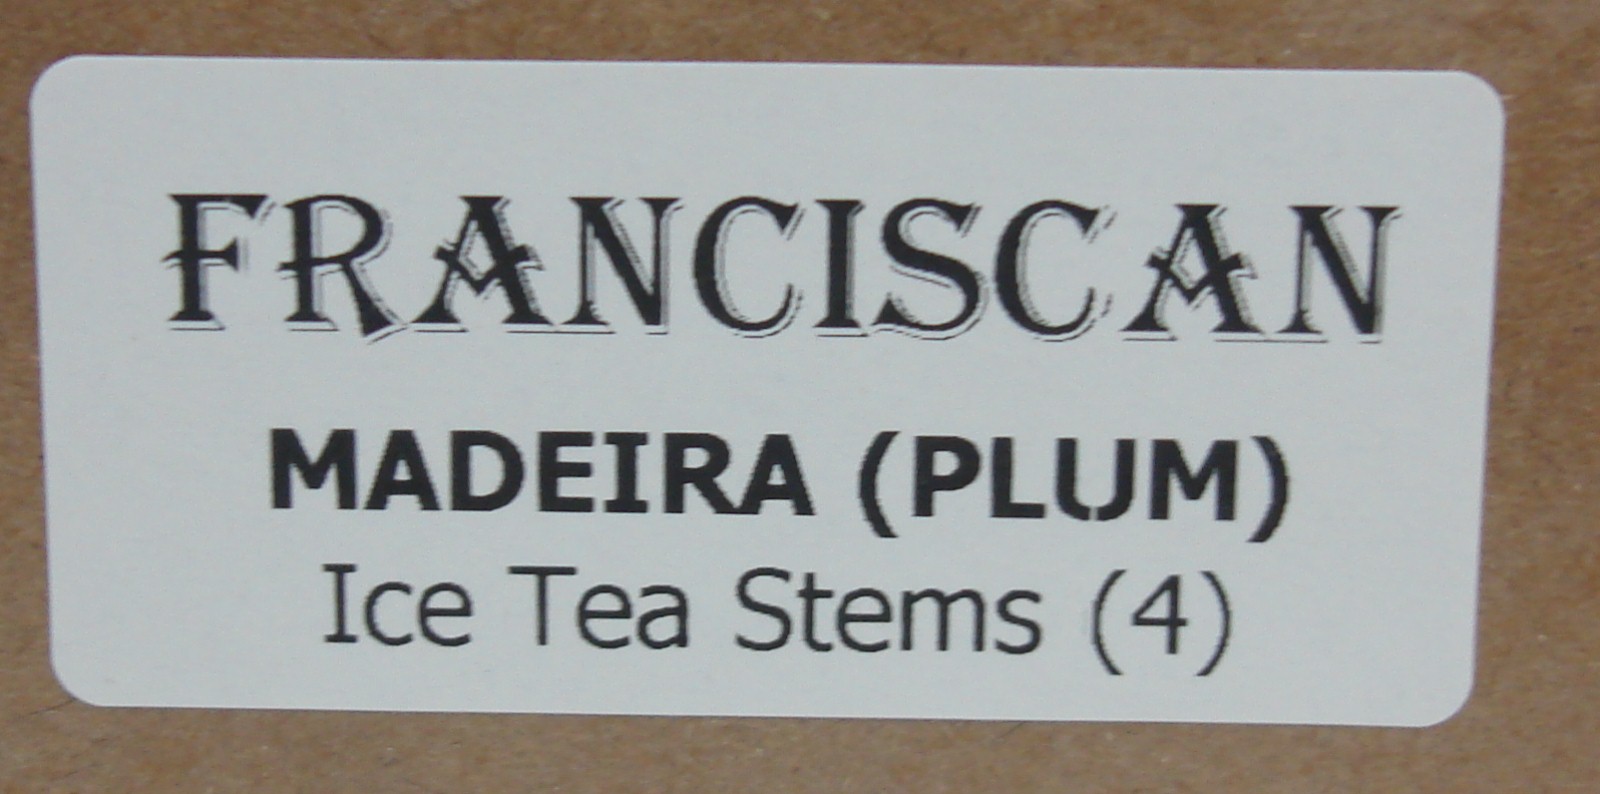 FRANCISCAN
MADEIRA (PLUM)
Ice Tea Stems (4)